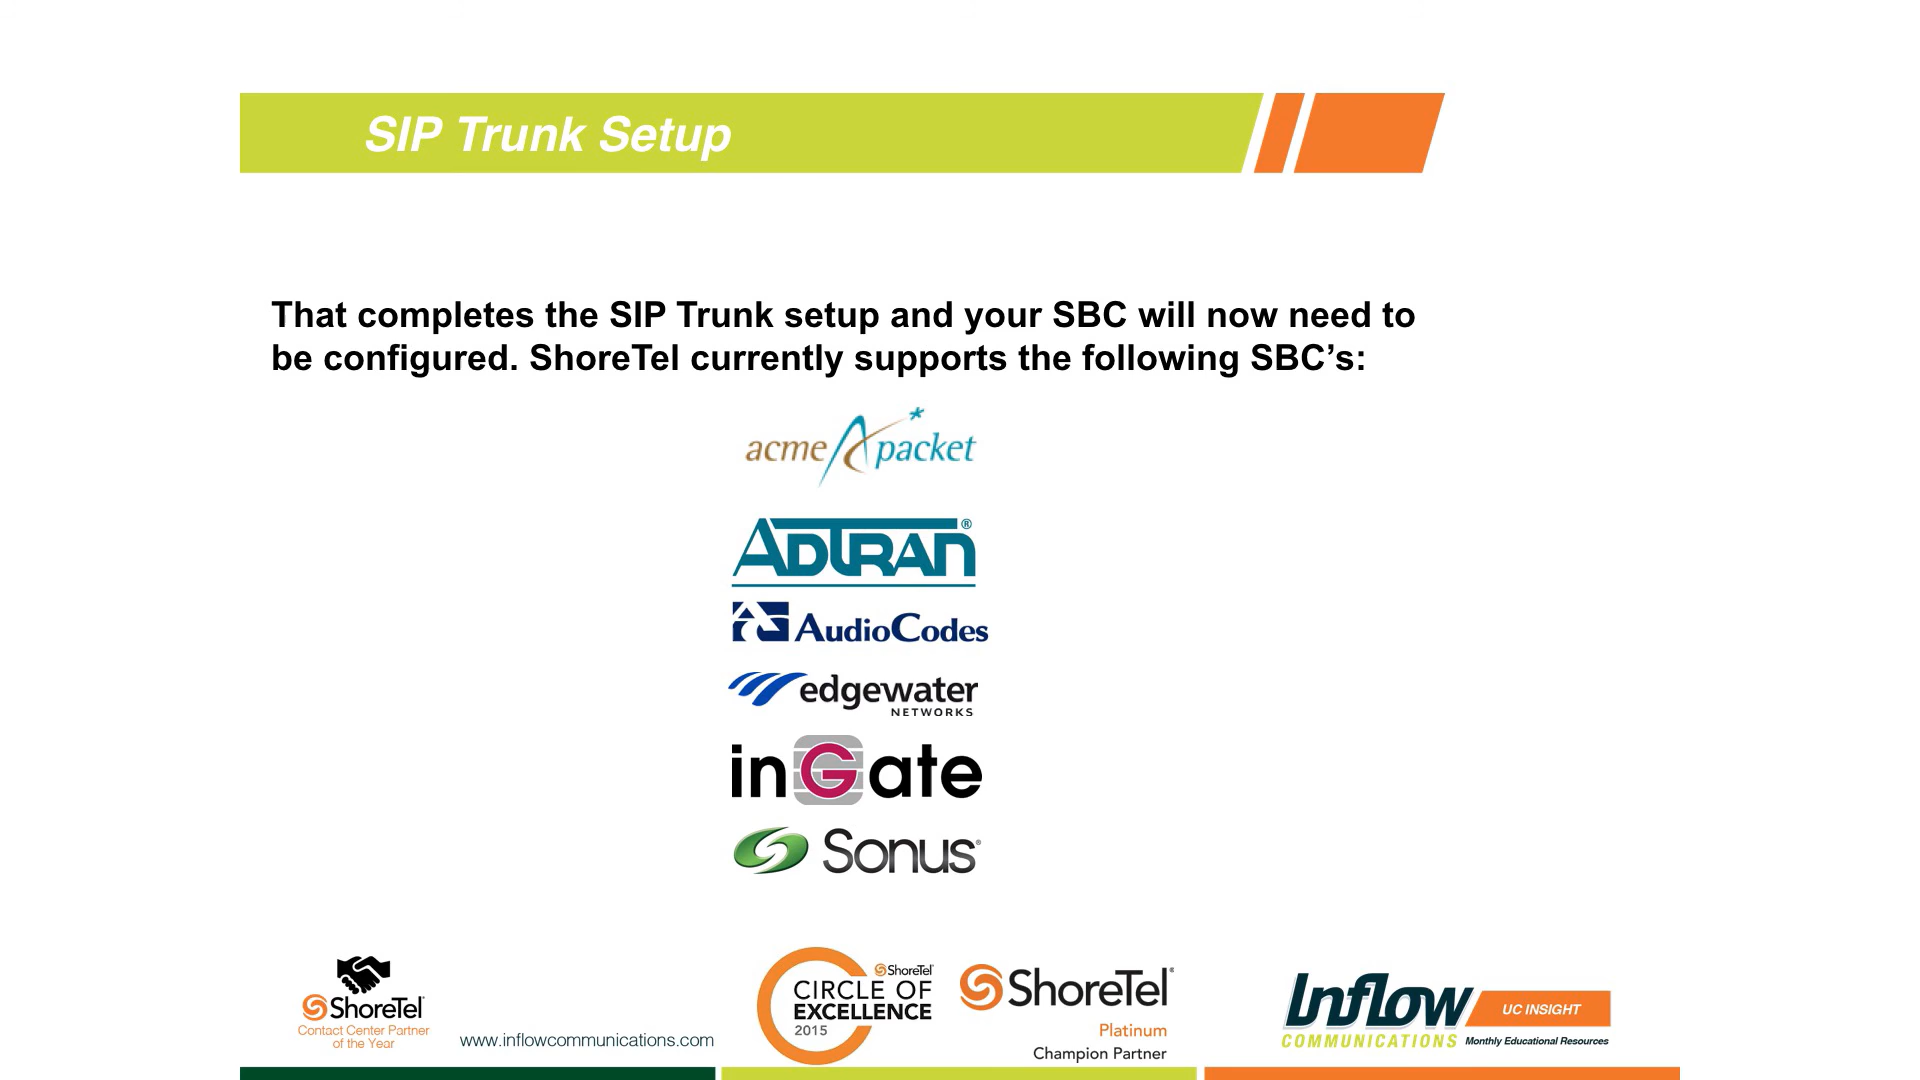 SIP Trunk Setup
That completes the SIP Trunk setup and your SBC will now need to
be configured. ShoreTel currently supports the following SBC’s:
acme packet
ADTRAN®
AudioCodes
edgewater
NETWORKS
inGate
Sonus®
ShoreTel®
Contact Center Partner
of the Year
www.inflowcommunications.com
ShoreTel®
CIRCLE OF
EXCELLENCE
2015
ShoreTel®
Platinum
Champion Partner
Inflow
COMMUNICATIONS
UC INSIGHT
Monthly Educational Resources